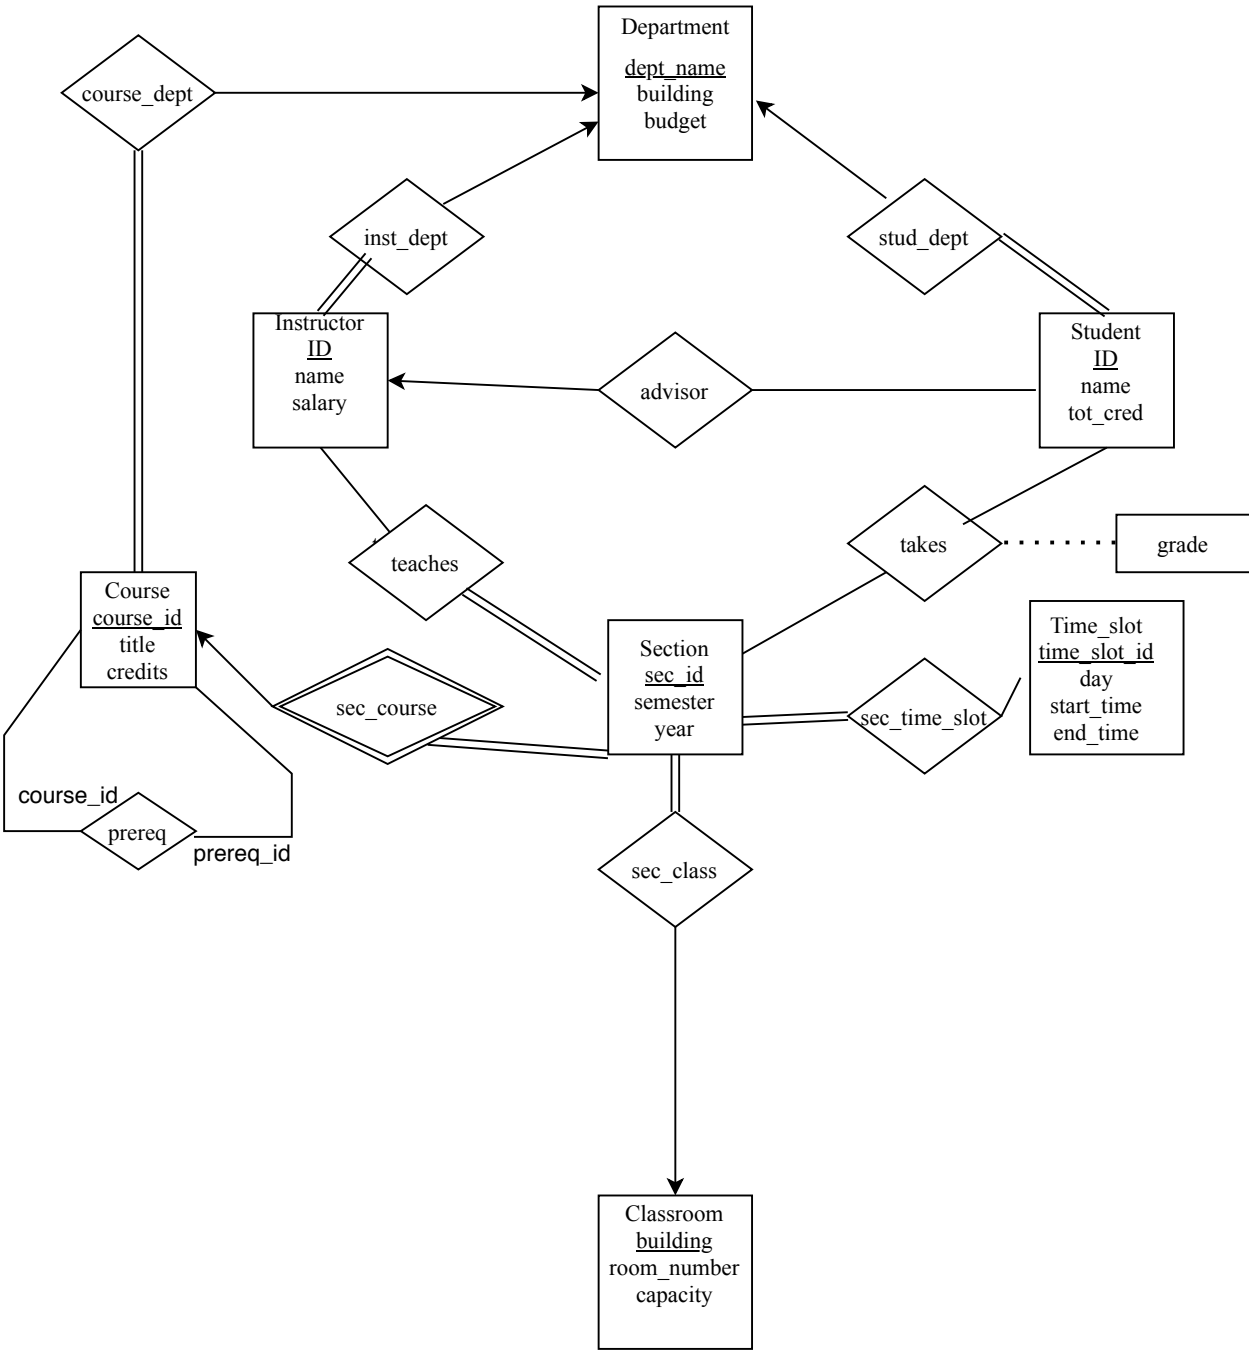 Department
dept_name
building
budget
course_dept
inst_dept
stud_dept
Instructor
ID
name
salary
advisor
Student
ID
name
tot_cred
teaches
takes
grade
Course
course_id
title
credits
Section
sec_id
semester
year
Time_slot
time_slot_id
day
start_time
end_time
sec_course
sec_time_slot
course_id
prereq
prereq_id
sec_class
Classroom
building
room_number
capacity